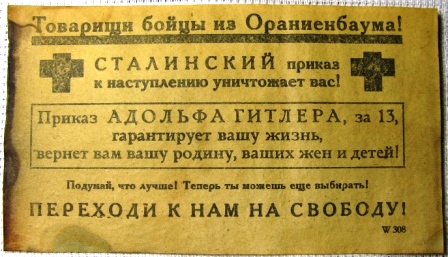 Товарищи бойцы из Ораниенбаума!
СТАЛИНСКИЙ приказ
к наступлению уничтожает вас!
Приказ АДОЛЬФА ГИТЛЕРА, за 13,
гарантирует вашу жизнь,
вернет вам вашу родину, ваших жен и детей!
Подумай, что лучше! Теперь ты можешь еще выбирать!
ПЕРЕХОДИ К НАМ НА СВОБОДУ!
W 308